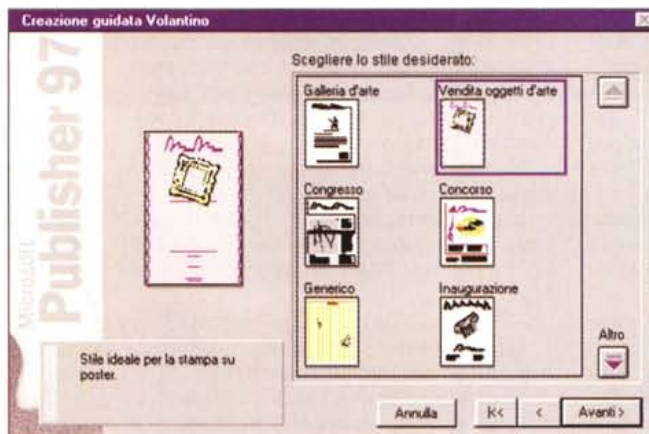 Creazione guidata Volantino
Microsoft
Publisher 97
Scegliere lo stile desiderato:
Galleria d'arte
Vendita oggetti d'arte
Congresso
Concorso
Generico
Inaugurazione
Altro
Stile ideale per la stampa su
poster.
Annulla
|<<
<
Avanti >